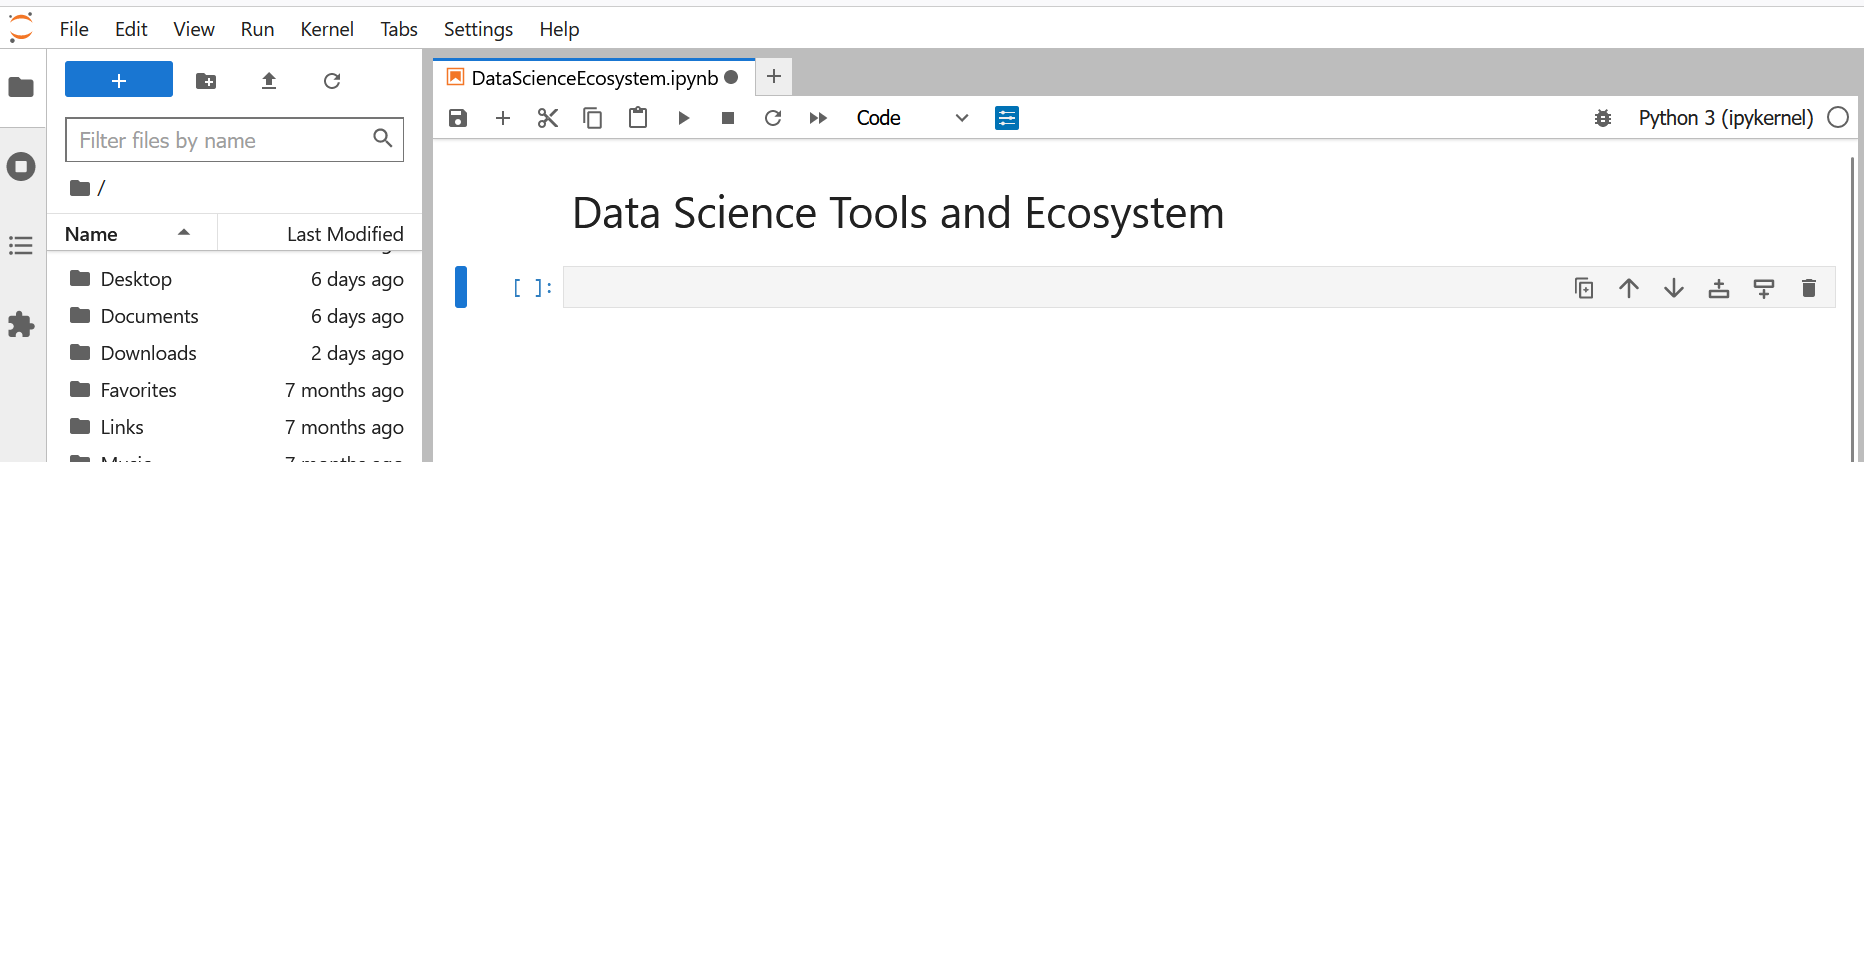 File Edit View Run Kernel Tabs Settings Help
+
Filter files by name
/
Name Last Modified
Desktop 6 days ago
Documents 6 days ago
Downloads 2 days ago
Favorites 7 months ago
Links 7 months ago
DataScienceEcosystem.ipynb
Code
Python 3 (ipykernel)
Data Science Tools and Ecosystem
[ ]: